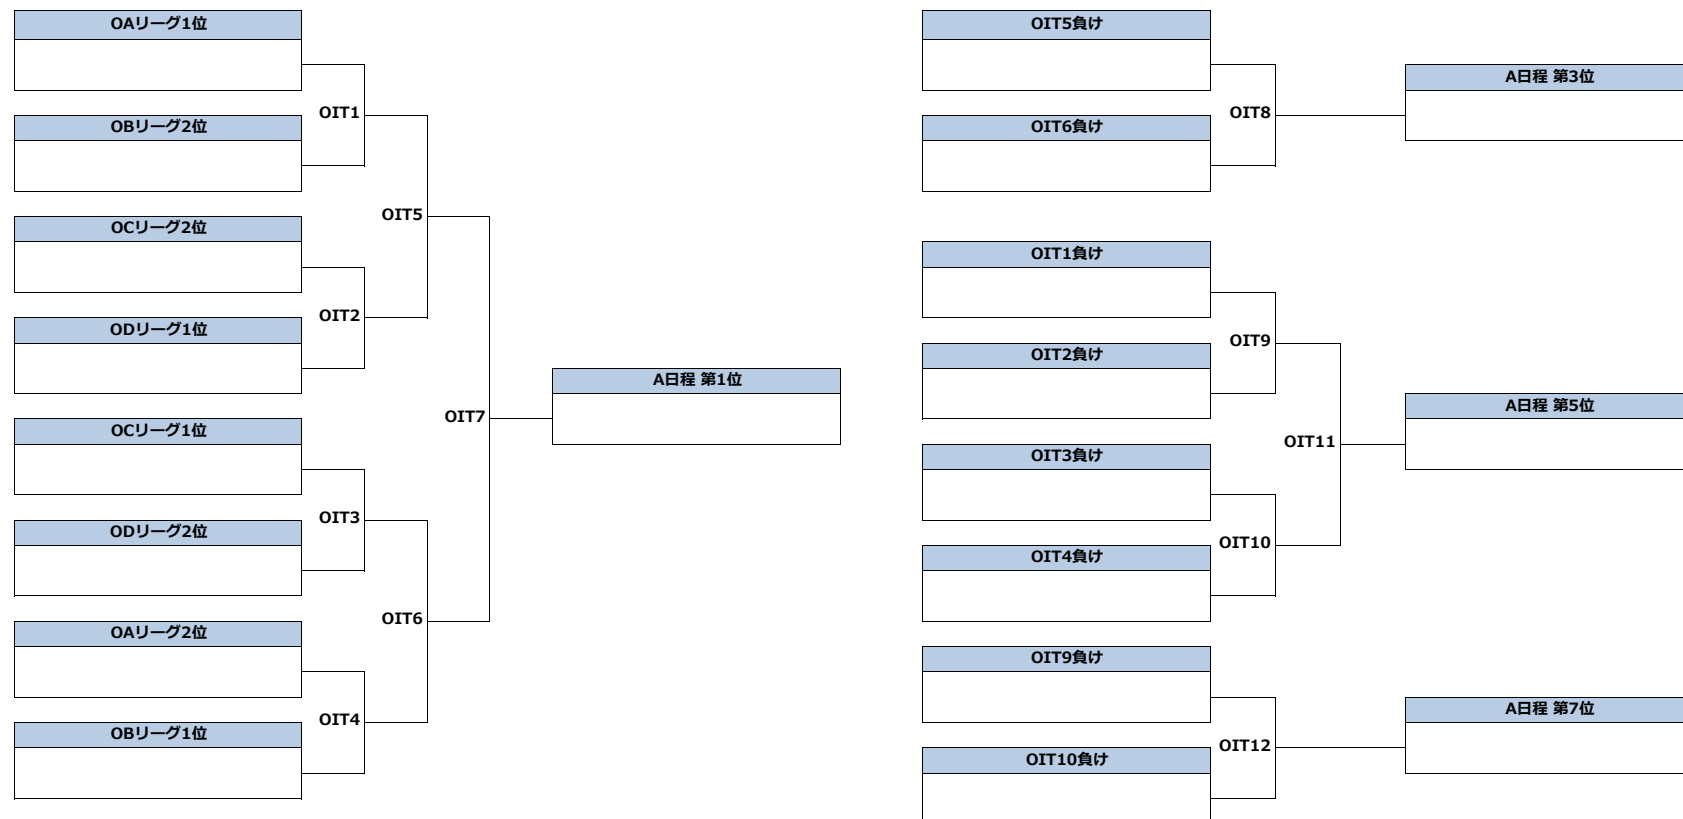 OAリーグ1位
OIT1
OBリーグ2位
OIT5
OCリーグ2位
OIT2
ODリーグ1位
A日程 第1位
OIT7
OCリーグ1位
OIT3
ODリーグ2位
OIT6
OAリーグ2位
OIT4
OBリーグ1位
OIT5負け
A日程 第3位
OIT8
OIT6負け
OIT1負け
OIT9
OIT2負け
A日程 第5位
OIT11
OIT3負け
OIT10
OIT4負け
OIT9負け
A日程 第7位
OIT12
OIT10負け